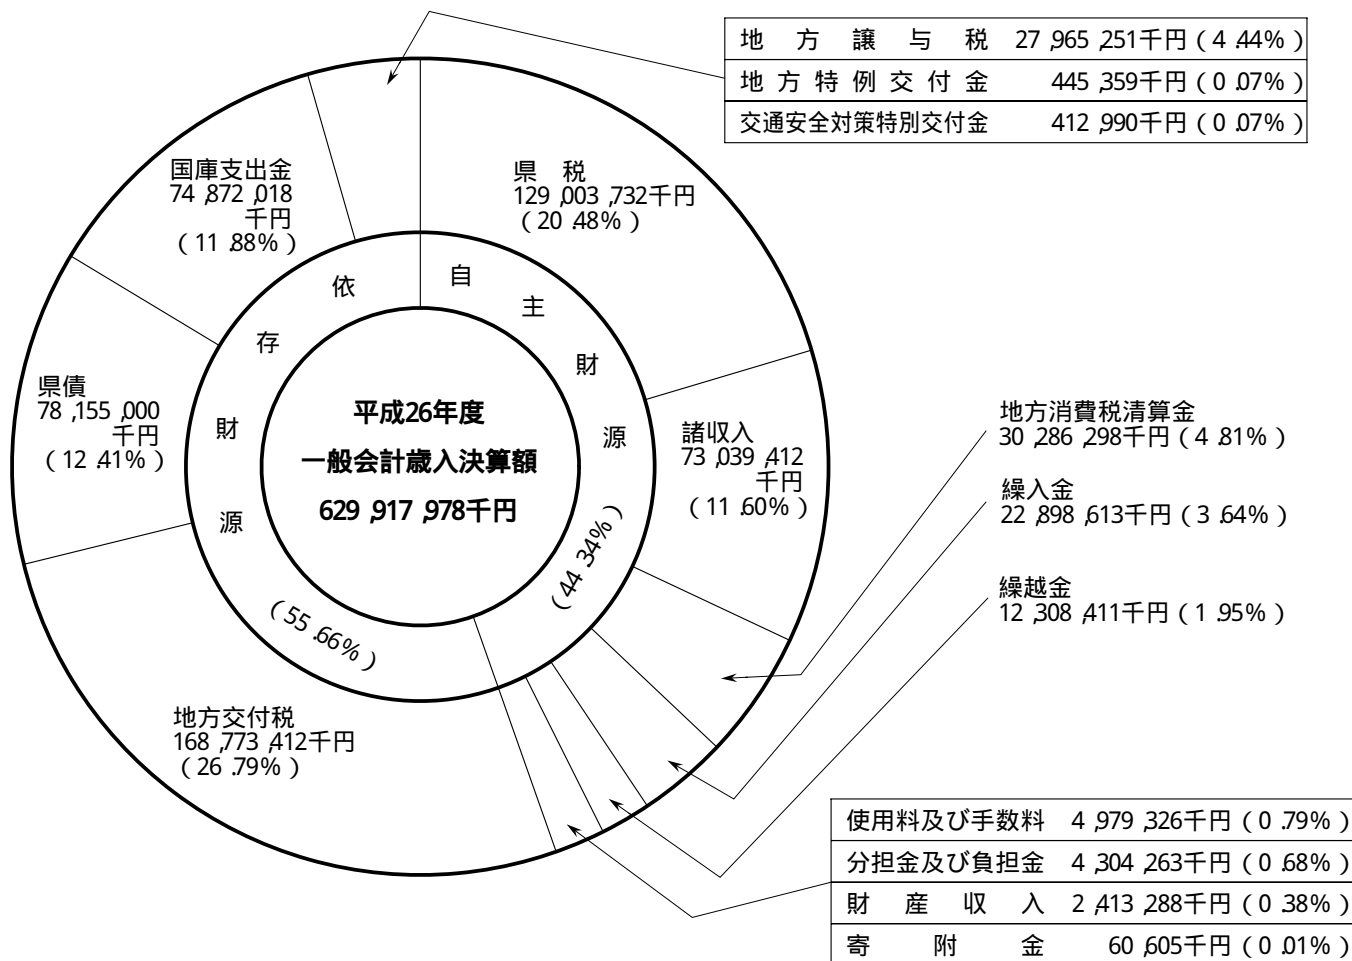 地方譲与税 27,965,251千円(4.44%)
地方特例交付金 445,359千円(0.07%)
交通安全対策特別交付金 412,990千円(0.07%)
国庫支出金
74,872,018
千円
(11.88%)
県税
129,003,732千円
(20.48%)
依存財源
(55.66%)
自主財源
(44.34%)
県債
78,155,000
千円
(12.41%)
平成26年度
一般会計歳入決算額
629,917,978千円
諸収入
73,039,412
千円
(11.60%)
地方消費税清算金
30,286,298千円(4.81%)
繰入金
22,898,613千円(3.64%)
繰越金
12,308,411千円(1.95%)
地方交付税
168,773,412千円
(26.79%)
使用料及び手数料 4,979,326千円(0.79%)
分担金及び負担金 4,304,263千円(0.68%)
財産収入 2,413,288千円(0.38%)
寄附金 60,605千円(0.01%)